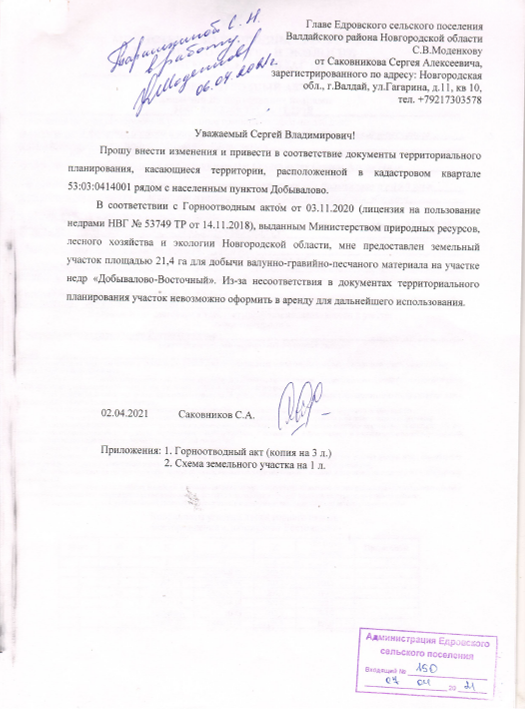 Главе Едровского сельского поселения
Валдайского района Новгородской области
С.В.Моденкову
от Саковникова Сергея Алексеевича,
зарегистрированного по адресу: Новгородская
обл., г.Валдай, ул.Гагарина, д.11, кв 10,
тел. +79217303578
в работу
06.04.2021г.
Уважаемый Сергей Владимирович!
Прошу внести изменения и привести в соответствие документы территориального
планирования, касающиеся территории, расположенной в кадастровом квартале
53:03:0414001 рядом с населенным пунктом Добывалово.
В соответствии с Горноотводным актом от 03.11.2020 (лицензия на пользование
недрами НВГ № 53749 ТР от 14.11.2018), выданным Министерством природных ресурсов,
лесного хозяйства и экологии Новгородской области, мне предоставлен земельный
участок площадью 21,4 га для добычи валунно-гравийно-песчаного материала на участке
недр «Добывалово-Восточный». Из-за несоответствия в документах территориального
планирования участок невозможно оформить в аренду для дальнейшего использования.
02.04.2021 Саковников С.А.
Приложения: 1. Горноотводный акт (копия на 3 л.)
2. Схема земельного участка на 1 л.
Администрация Едровского
сельского поселения
Входящий № 150
04 20 21